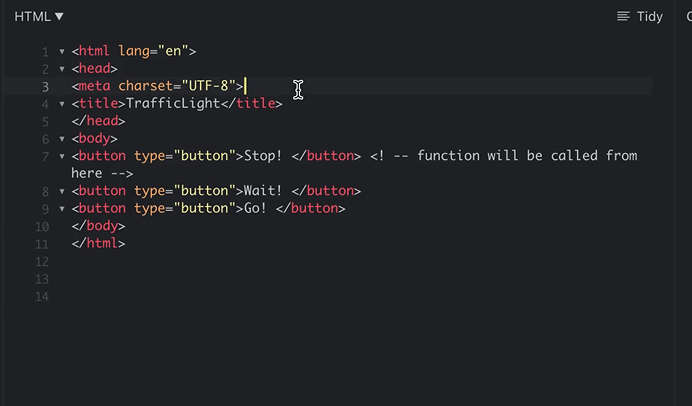 HTML ▼ Tidy
1 ▼ <html lang="en">
2 ▼ <head>
3 <meta charset="UTF-8">
4 ▼ <title>TrafficLight</title>
5 </head>
6 ▼ <body>
7 ▼ <button type="button">Stop! </button> <! -- function will be called from
here -->
8 ▼ <button type="button">Wait! </button>
9 ▼ <button type="button">Go! </button>
10 </body>
11 </html>
12
13
14